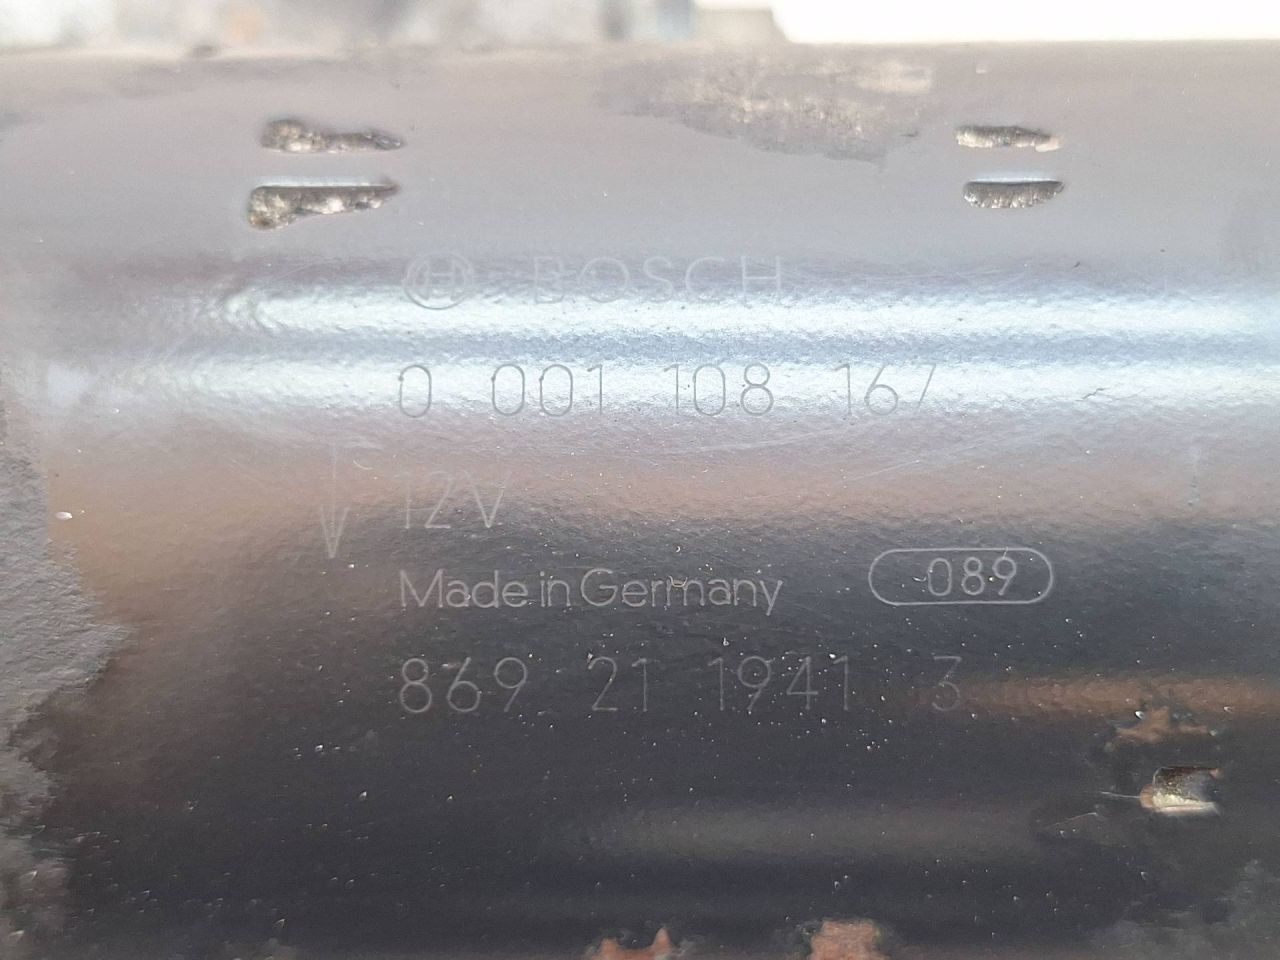 BOSCH
0 001 108 167
12V
Made in Germany 089
869 21 1941 3